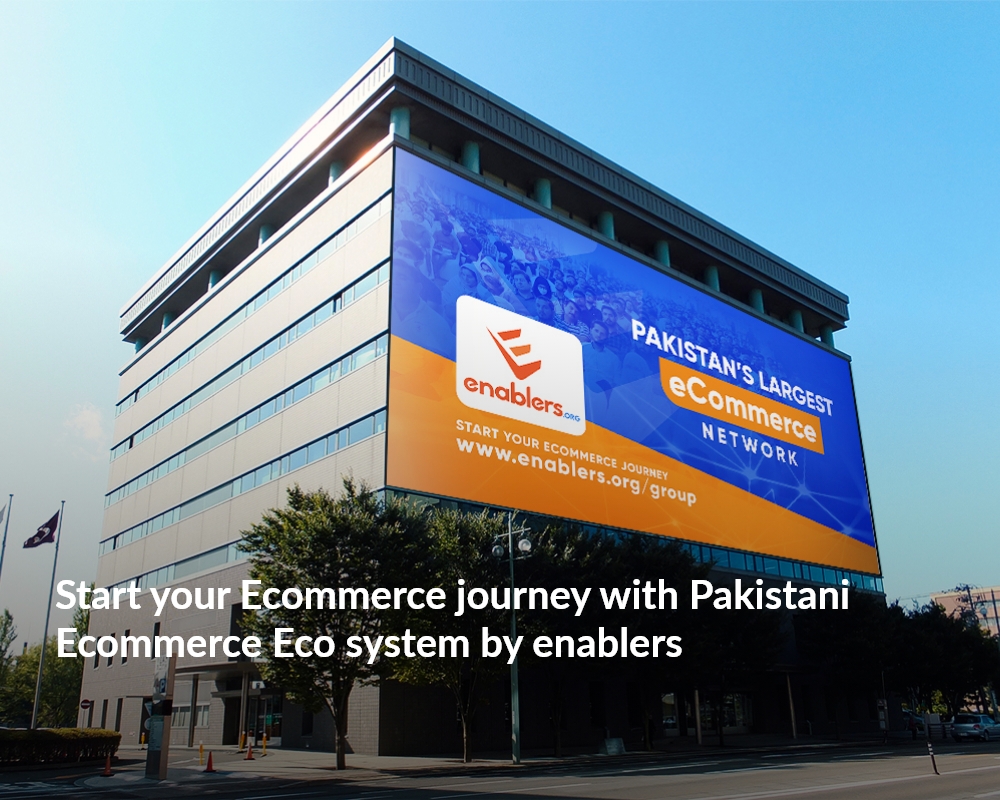 PAKISTAN'S LARGEST
eCommerce
NETWORK
enablers.ORG
START YOUR ECOMMERCE JOURNEY
www.enablers.org/group
Start your Ecommerce journey with Pakistani
Ecommerce Eco system by enablers